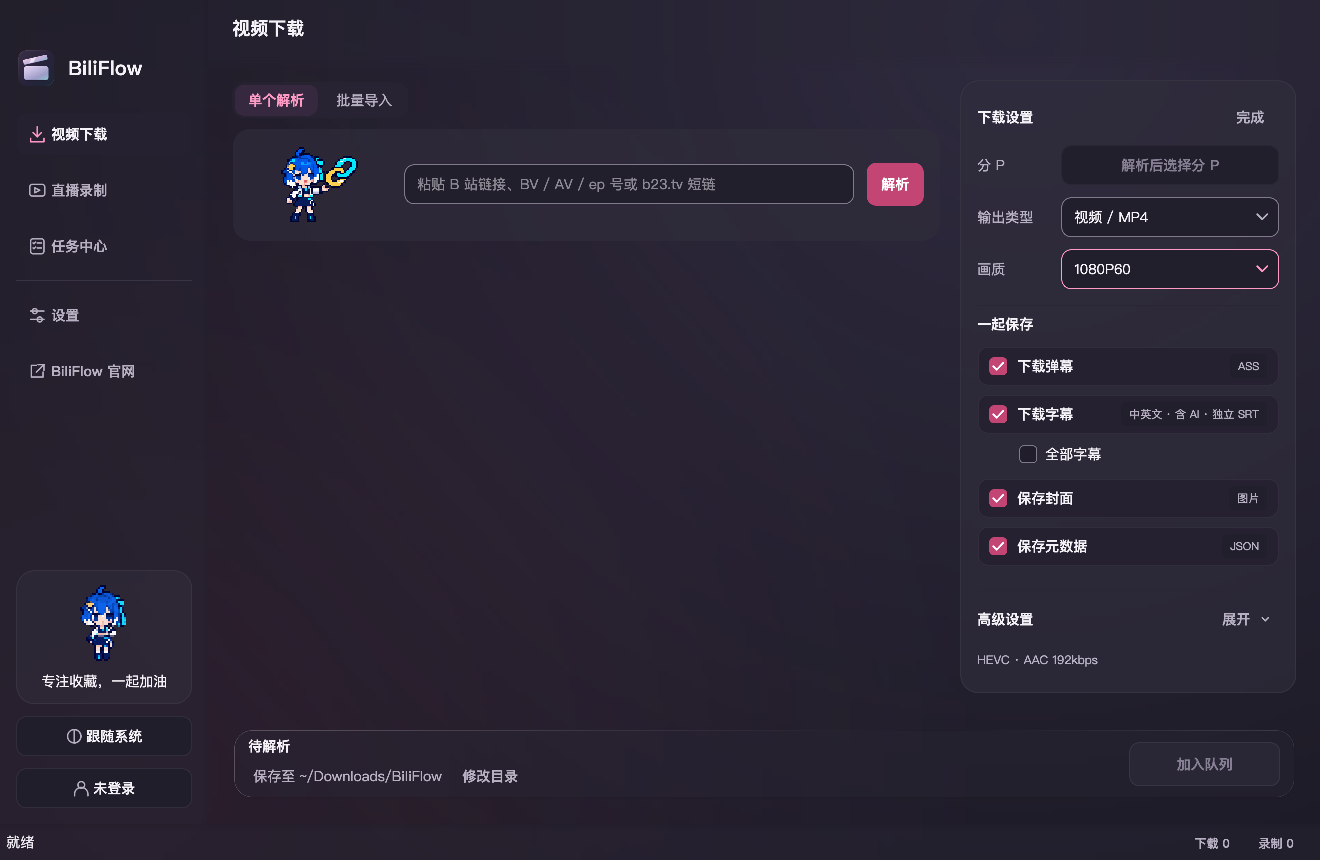 视频下载
BiliFlow
视频下载
直播录制
任务中心
设置
BiliFlow 官网
专注收藏，一起加油
跟随系统
未登录
单个解析
批量导入
粘贴 B 站链接、BV / AV / ep 号或 b23.tv 短链
解析
下载设置
完成
分 P
解析后选择分 P
输出类型
视频 / MP4
画质
1080P60
一起保存
下载弹幕
ASS
下载字幕
中英文 · 含 AI · 独立 SRT
全部字幕
保存封面
图片
保存元数据
JSON
高级设置
展开
HEVC · AAC 192kbps
待解析
保存至 ~/Downloads/BiliFlow
修改目录
加入队列
就绪
下载 0
录制 0